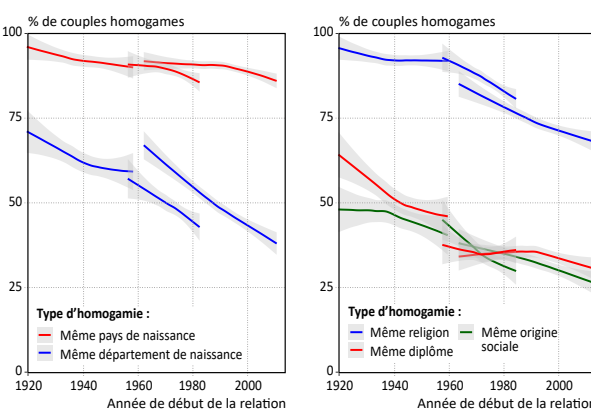 % de couples homogames
100
75
50
25
0
Type d’homogamie :
Même pays de naissance
Même département de naissance
1920 1940 1960 1980 2000
Année de début de la relation
% de couples homogames
100
75
50
25
0
Type d’homogamie :
Même religion
Même diplôme
Même origine
sociale
1920 1940 1960 1980 2000
Année de début de la relation